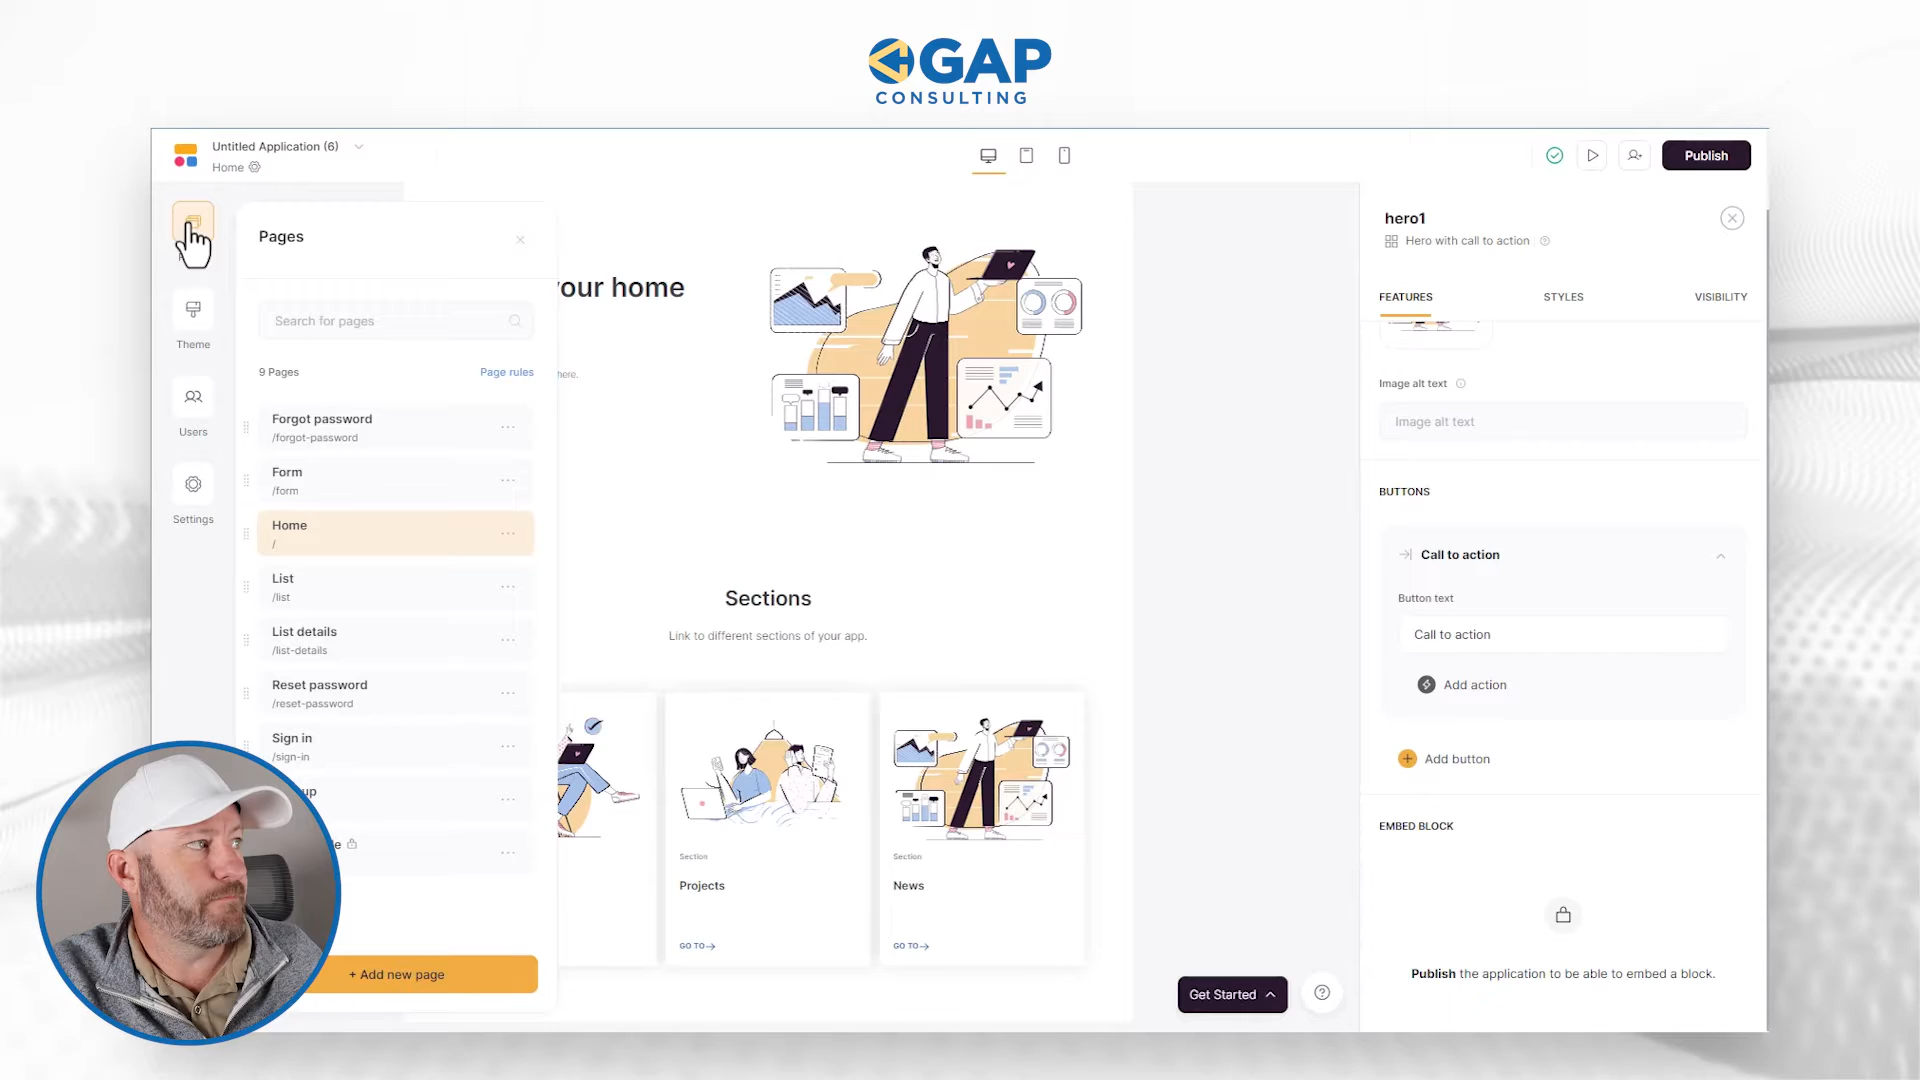 GAP
CONSULTING
Untitled Application (6)
Home
Publish
Theme
Users
Settings
Pages
Search for pages
9 Pages
Page rules
Forgot password
/forgot-password
Form
/form
Home
/
List
/list
List details
/list-details
Reset password
/reset-password
Sign in
/sign-in
up
e
+ Add new page
our home
here.
Sections
Link to different sections of your app.
Section
Projects
GO TO
Section
News
GO TO
Get Started
hero1
Hero with call to action
FEATURES
STYLES
VISIBILITY
Image alt text
Image alt text
BUTTONS
Call to action
Button text
Call to action
Add action
Add button
EMBED BLOCK
Publish the application to be able to embed a block.